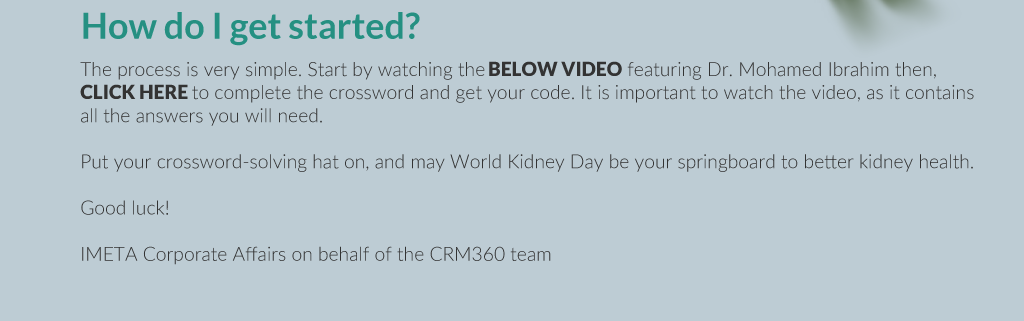 How do I get started?
The process is very simple. Start by watching the BELOW VIDEO featuring Dr. Mohamed Ibrahim then,
CLICK HERE to complete the crossword and get your code. It is important to watch the video, as it contains
all the answers you will need.
Put your crossword-solving hat on, and may World Kidney Day be your springboard to better kidney health.
Good luck!
IMETA Corporate Affairs on behalf of the CRM360 team